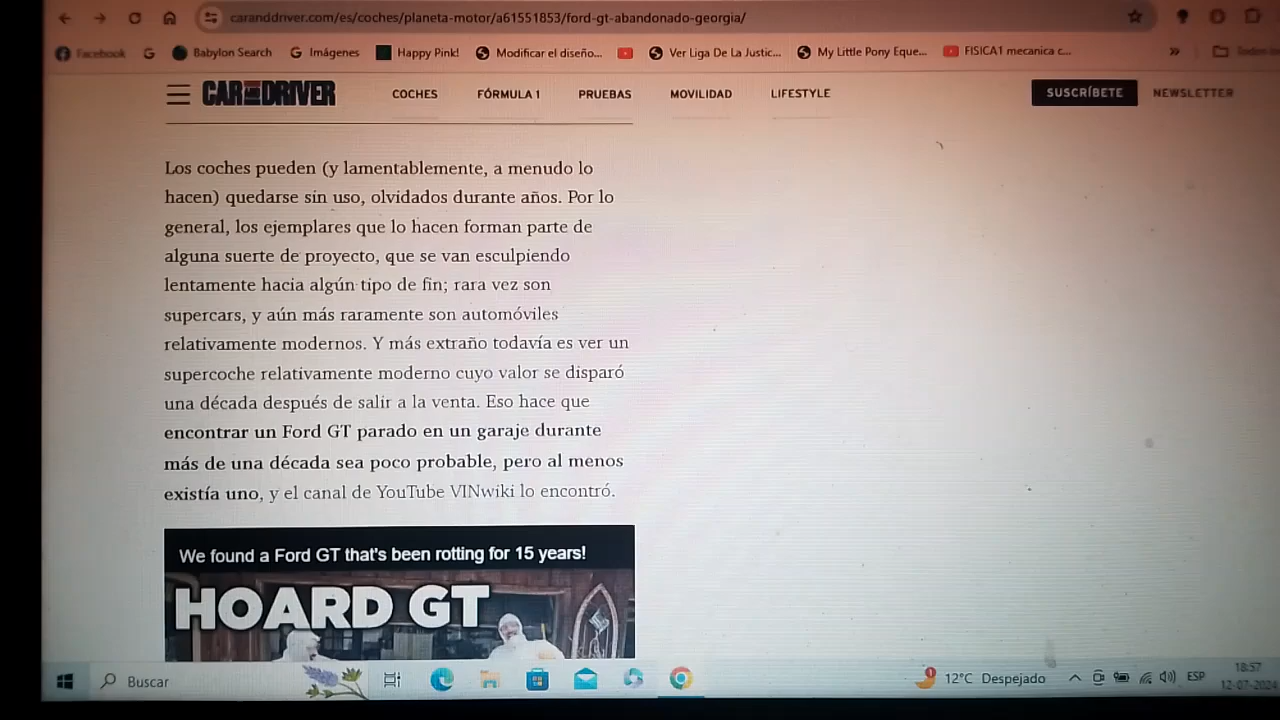 caranddriver.com/es/coches/planeta-motor/a61551853/ford-gt-abandonado-georgia/
Facebook
Babylon Search
Imágenes
Happy Pink!
Modificar el diseño...
Ver Liga De La Justic...
My Little Pony Eque...
FISICA1 mecanica c...
»
CAR AND DRIVER
COCHES
FÓRMULA 1
PRUEBAS
MOVILIDAD
LIFESTYLE
SUSCRÍBETE
NEWSLETTER
Los coches pueden (y lamentablemente, a menudo lo
hacen) quedarse sin uso, olvidados durante años. Por lo
general, los ejemplares que lo hacen forman parte de
alguna suerte de proyecto, que se van esculpiendo
lentamente hacia algún tipo de fin; rara vez son
supercars, y aún más raramente son automóviles
relativamente modernos. Y más extraño todavía es ver un
supercoche relativamente moderno cuyo valor se disparó
una década después de salir a la venta. Eso hace que
encontrar un Ford GT parado en un garaje durante
más de una década sea poco probable, pero al menos
existía uno, y el canal de YouTube VINwiki lo encontró.
We found a Ford GT that's been rotting for 15 years!
HOARD GT
Buscar
1
12°C Despejado
ESP
18:57
12-07-2024